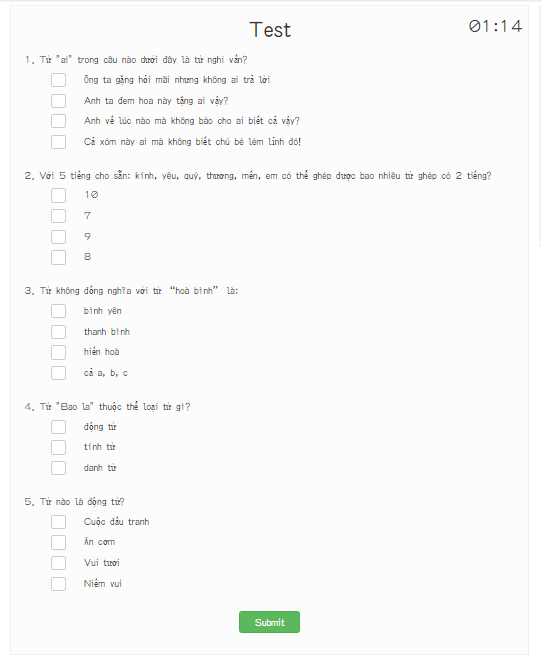 Test
01:14
1. Từ "ai" trong câu nào dưới đây là từ nghi vấn?
Ông ta gặng hỏi mãi nhưng không ai trả lời
Anh ta đem hoa này tặng ai vậy?
Anh về lúc nào mà không báo cho ai biết cả vậy?
Cả xóm này ai mà không biết chú bé lém lỉnh đó!
2. Với 5 tiếng cho sẵn: kính, yêu, quý, thương, mến, em có thể ghép được bao nhiêu từ ghép có 2 tiếng?
10
7
9
8
3. Từ không đồng nghĩa với từ “hoà bình” là:
bình yên
thanh bình
hiền hoà
cả a, b, c
4. Từ "Bao la" thuộc thể loại từ gì?
động từ
tính từ
danh từ
5. Từ nào là động từ?
Cuộc đấu tranh
Ăn cơm
Vui tươi
Niềm vui
Submit